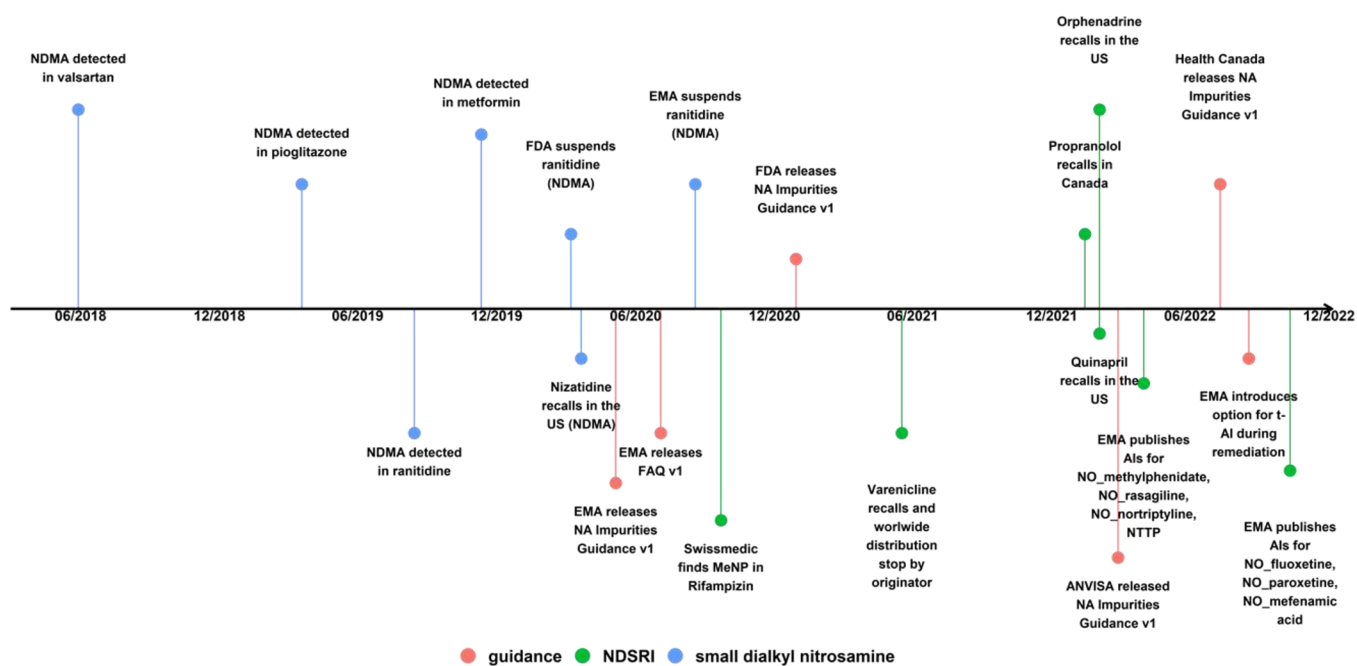 Orphenadrine
recalls in the
US
NDMA detected
in valsartan
Health Canada
releases NA
Impurities
Guidance v1
NDMA detected
in metformin
EMA suspends
ranitidine
(NDMA)
NDMA detected
in pioglitazone
FDA suspends
ranitidine
(NDMA)
Propranolol
recalls in
Canada
FDA releases
NA Impurities
Guidance v1
06/2018
12/2018
06/2019
12/2019
06/2020
12/2020
06/2021
12/2021
06/2022
12/2022
Nizatidine
recalls in the
US (NDMA)
Quinapril
recalls in the
US
EMA introduces
option for t-
AI during
remediation
NDMA detected
in ranitidine
EMA releases
FAQ v1
EMA publishes
AIs for
NO_methylphenidate,
NO_rasagiline,
NO_nortriptyline,
NTTP
EMA releases
NA Impurities
Guidance v1
Swissmedic
finds MeNP in
Rifampizin
Varenicline
recalls and
worlwide
distribution
stop by
originator
EMA publishes
AIs for
NO_fluoxetine,
NO_paroxetine,
NO_mefenamic
acid
ANVISA released
NA Impurities
Guidance v1
guidance
NDSRI
small dialkyl nitrosamine